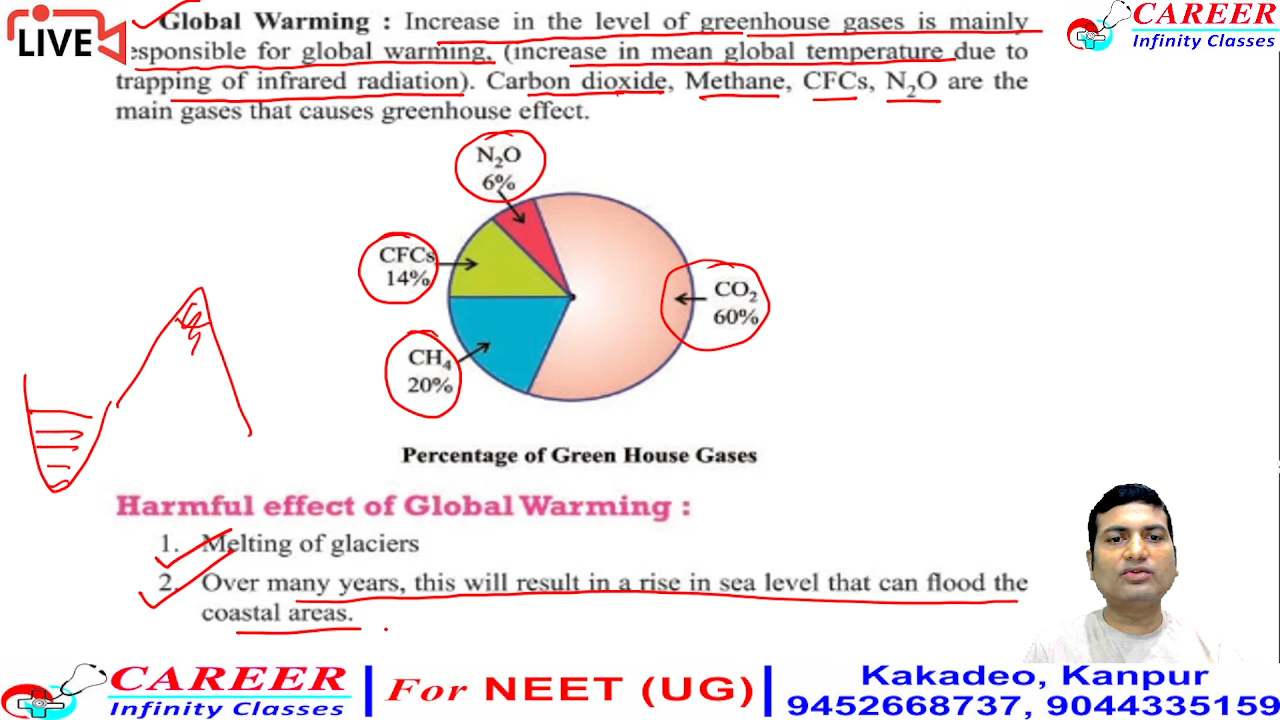 LIVE
CAREER
Infinity Classes
Global Warming : Increase in the level of greenhouse gases is mainly
esponsible for global warming, (increase in mean global temperature due to
trapping of infrared radiation). Carbon dioxide, Methane, CFCs, N₂O are the
main gases that causes greenhouse effect.
N₂O
6%
CFCs
14%
CO₂
60%
CH₄
20%
Percentage of Green House Gases
Harmful effect of Global Warming :
1. Melting of glaciers
2. Over many years, this will result in a rise in sea level that can flood the
coastal areas.
CAREER
Infinity Classes
For NEET (UG)
Kakadeo, Kanpur
9452668737, 9044335159